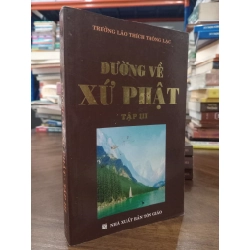 TRƯỞNG LÃO THÍCH THÔNG LẠC
ĐƯỜNG VỀ
XỨ PHẬT
TẬP III
NHÀ XUẤT BẢN TÔN GIÁO